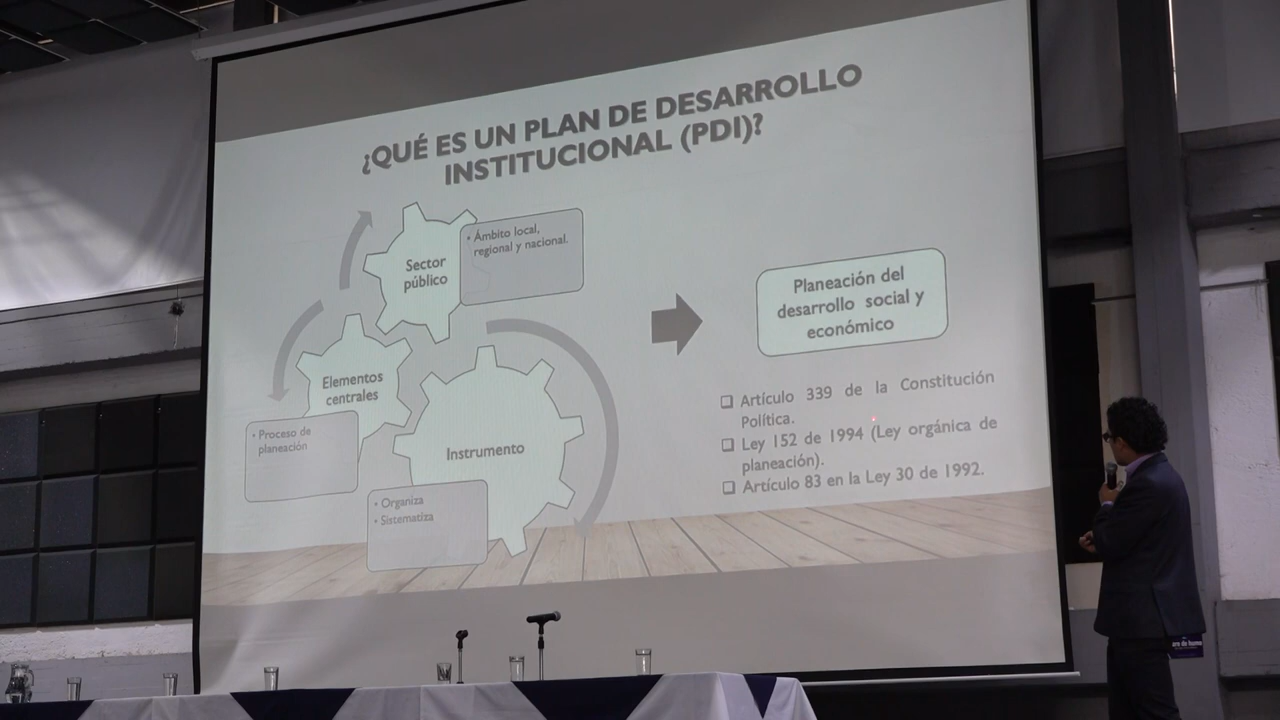 ¿QUÉ ES UN PLAN DE DESARROLLO
INSTITUCIONAL (PDI)?
Sector
público
• Ámbito local,
regional y nacional.
Elementos
centrales
• Proceso de
planeación
Instrumento
• Organiza
• Sistematiza
Planeación del
desarrollo social y
económico
❑ Artículo 339 de la Constitución
Política.
❑ Ley 152 de 1994 (Ley orgánica de
planeación).
❑ Artículo 83 en la Ley 30 de 1992.